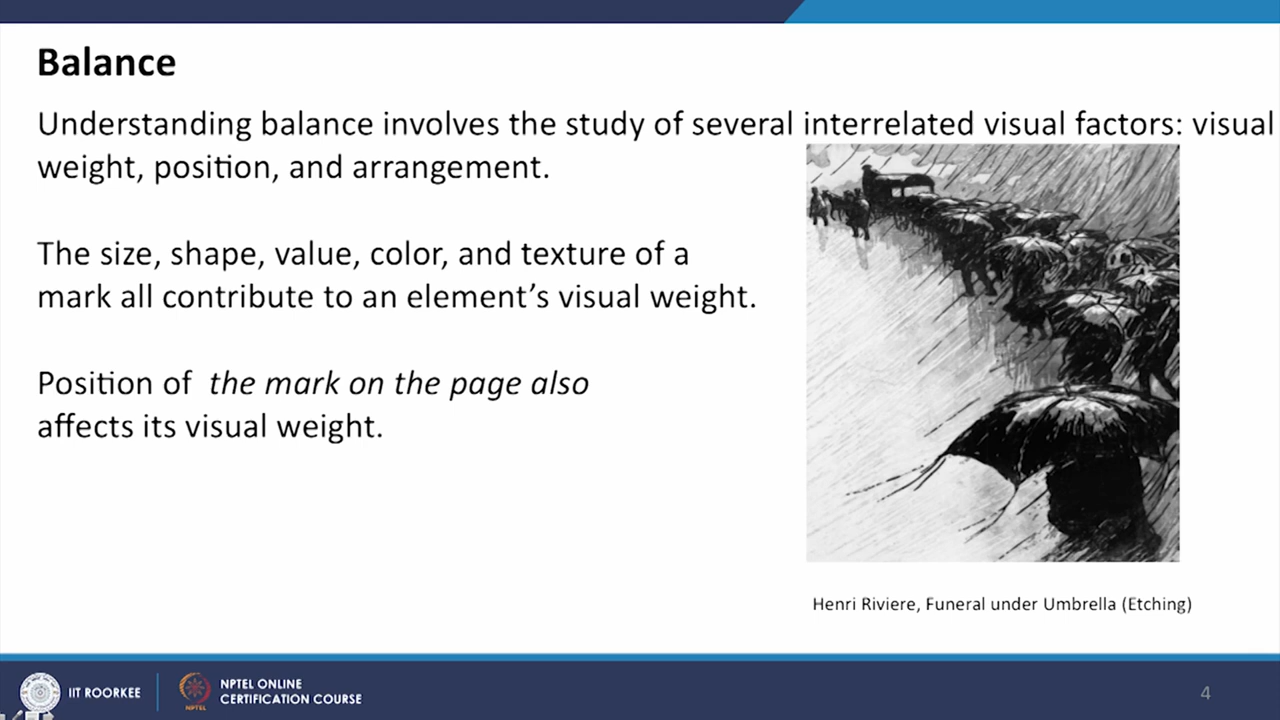 Balance
Understanding balance involves the study of several interrelated visual factors: visual
weight, position, and arrangement.
The size, shape, value, color, and texture of a
mark all contribute to an element’s visual weight.
Position of the mark on the page also
affects its visual weight.
Henri Riviere, Funeral under Umbrella (Etching)
IIT ROORKEE
NPTEL
NPTEL ONLINE
CERTIFICATION COURSE
4